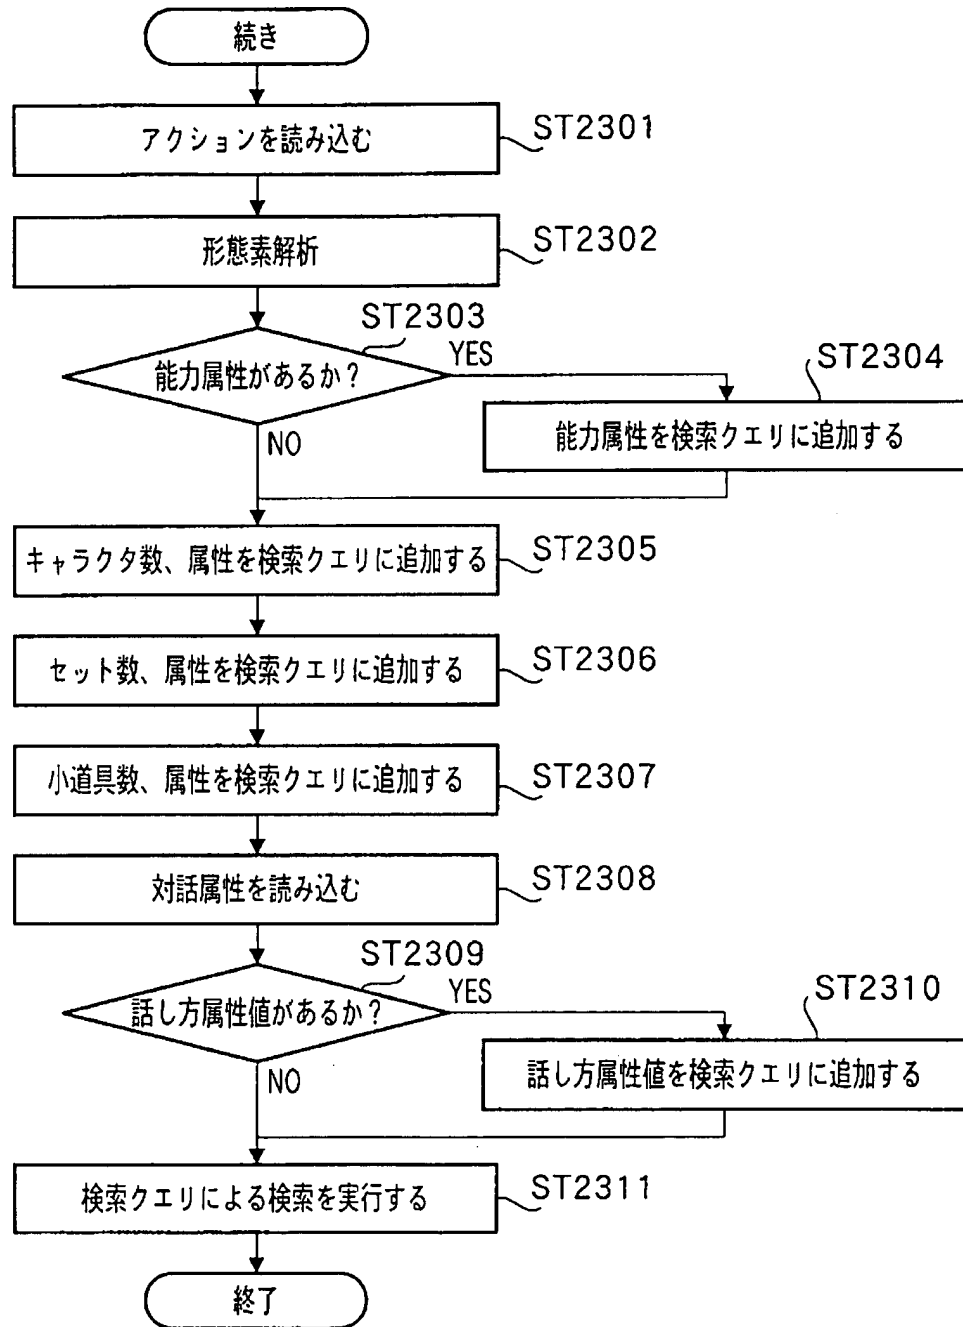 続き
アクションを読み込む
ST2301
形態素解析
ST2302
ST2303
能力属性があるか？
YES
NO
ST2304
能力属性を検索クエリに追加する
キャラクタ数、属性を検索クエリに追加する
ST2305
セット数、属性を検索クエリに追加する
ST2306
小道具数、属性を検索クエリに追加する
ST2307
対話属性を読み込む
ST2308
ST2309
話し方属性値があるか？
YES
NO
ST2310
話し方属性値を検索クエリに追加する
検索クエリによる検索を実行する
ST2311
終了